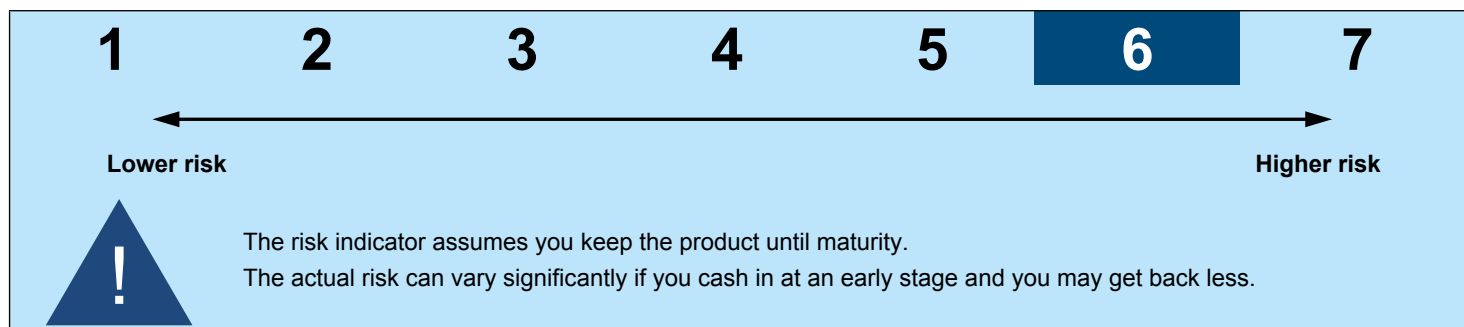 1 2 3 4 5 6 7
Lower risk Higher risk
!
The risk indicator assumes you keep the product until maturity.
The actual risk can vary significantly if you cash in at an early stage and you may get back less.